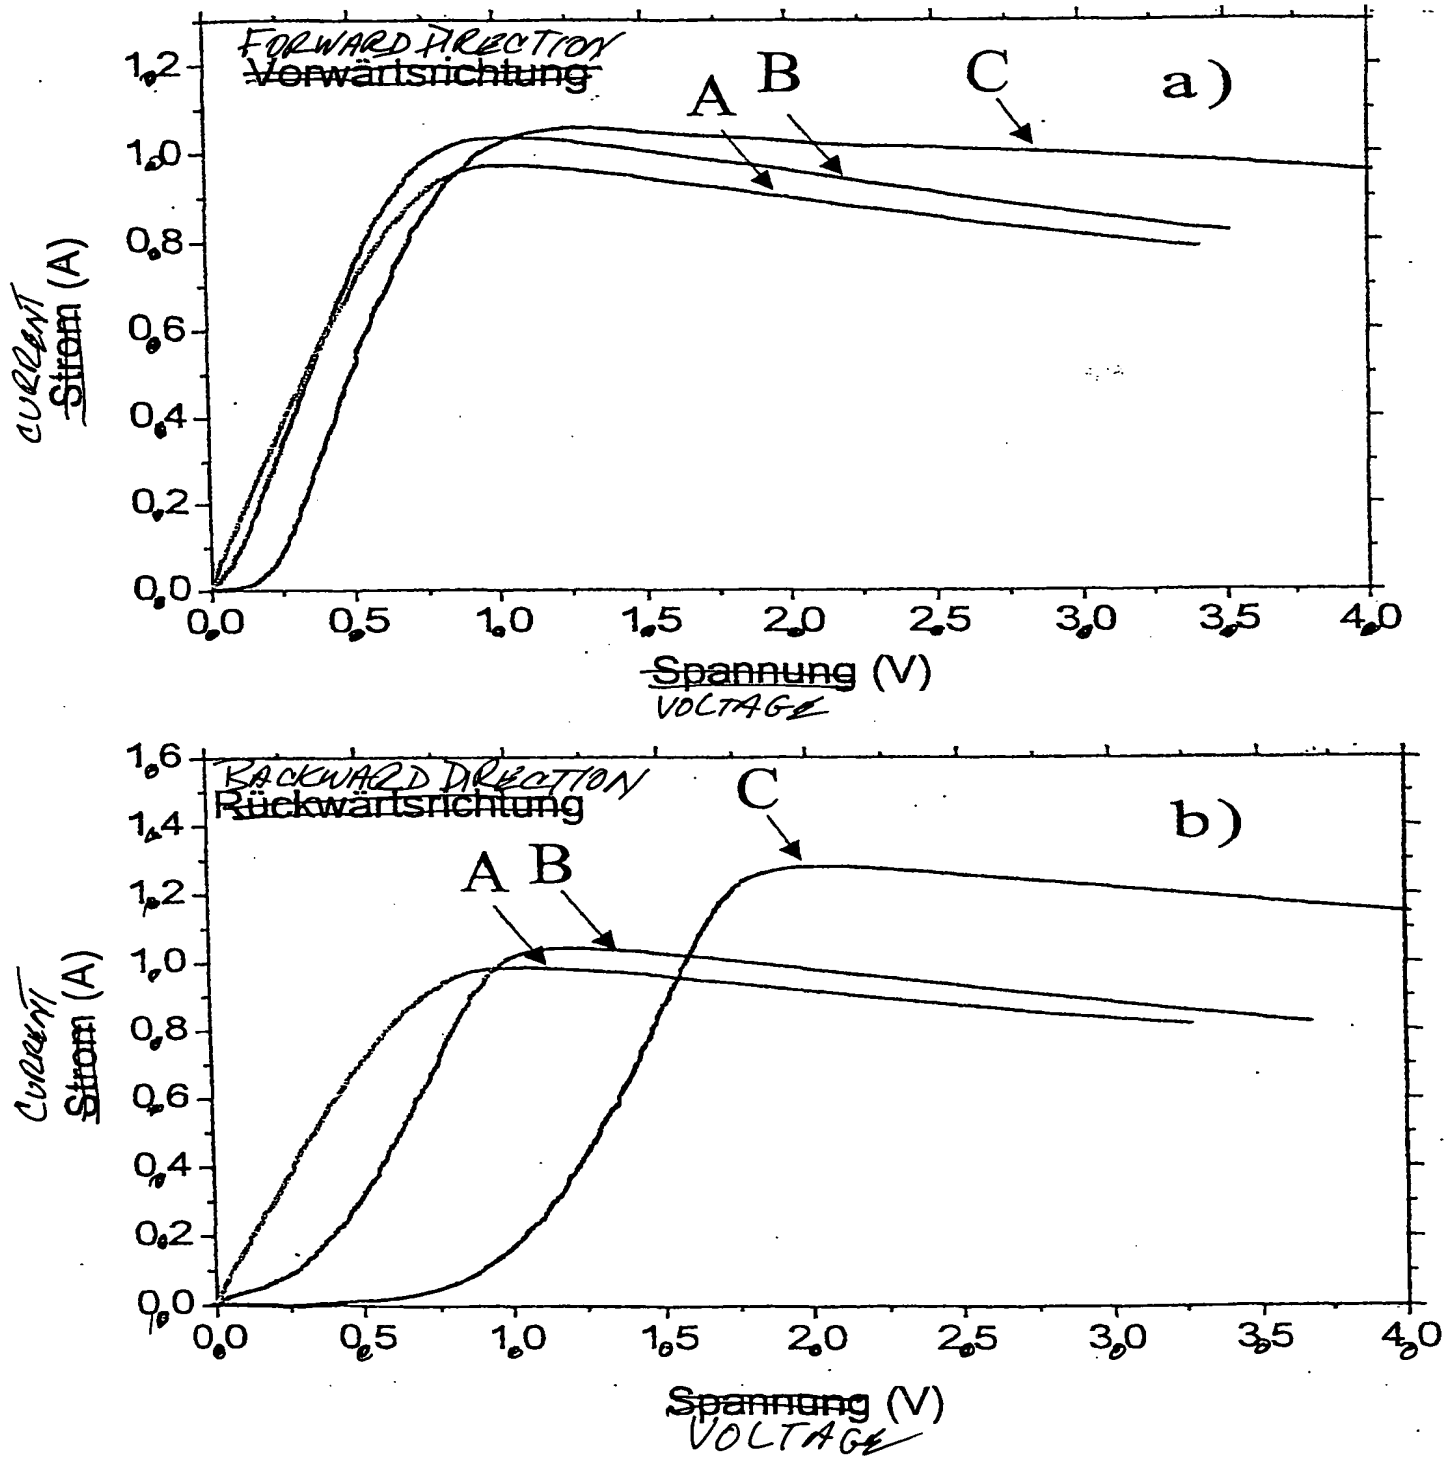 FORWARD DIRECTION
Vorwärtsrichtung
A B C a)
1.2
1.0
0.8
0.6
0.4
0.2
0.0
CURRENT
Strom (A)
0.0 0.5 1.0 1.5 2.0 2.5 3.0 3.5 4.0
Spannung (V)
VOLTAGE
BACKWARD DIRECTION
Rückwärtsrichtung
A B C b)
1.6
1.4
1.2
1.0
0.8
0.6
0.4
0.2
0.0
CURRENT
Strom (A)
0.0 0.5 1.0 1.5 2.0 2.5 3.0 3.5 4.0
Spannung (V)
VOLTAGE